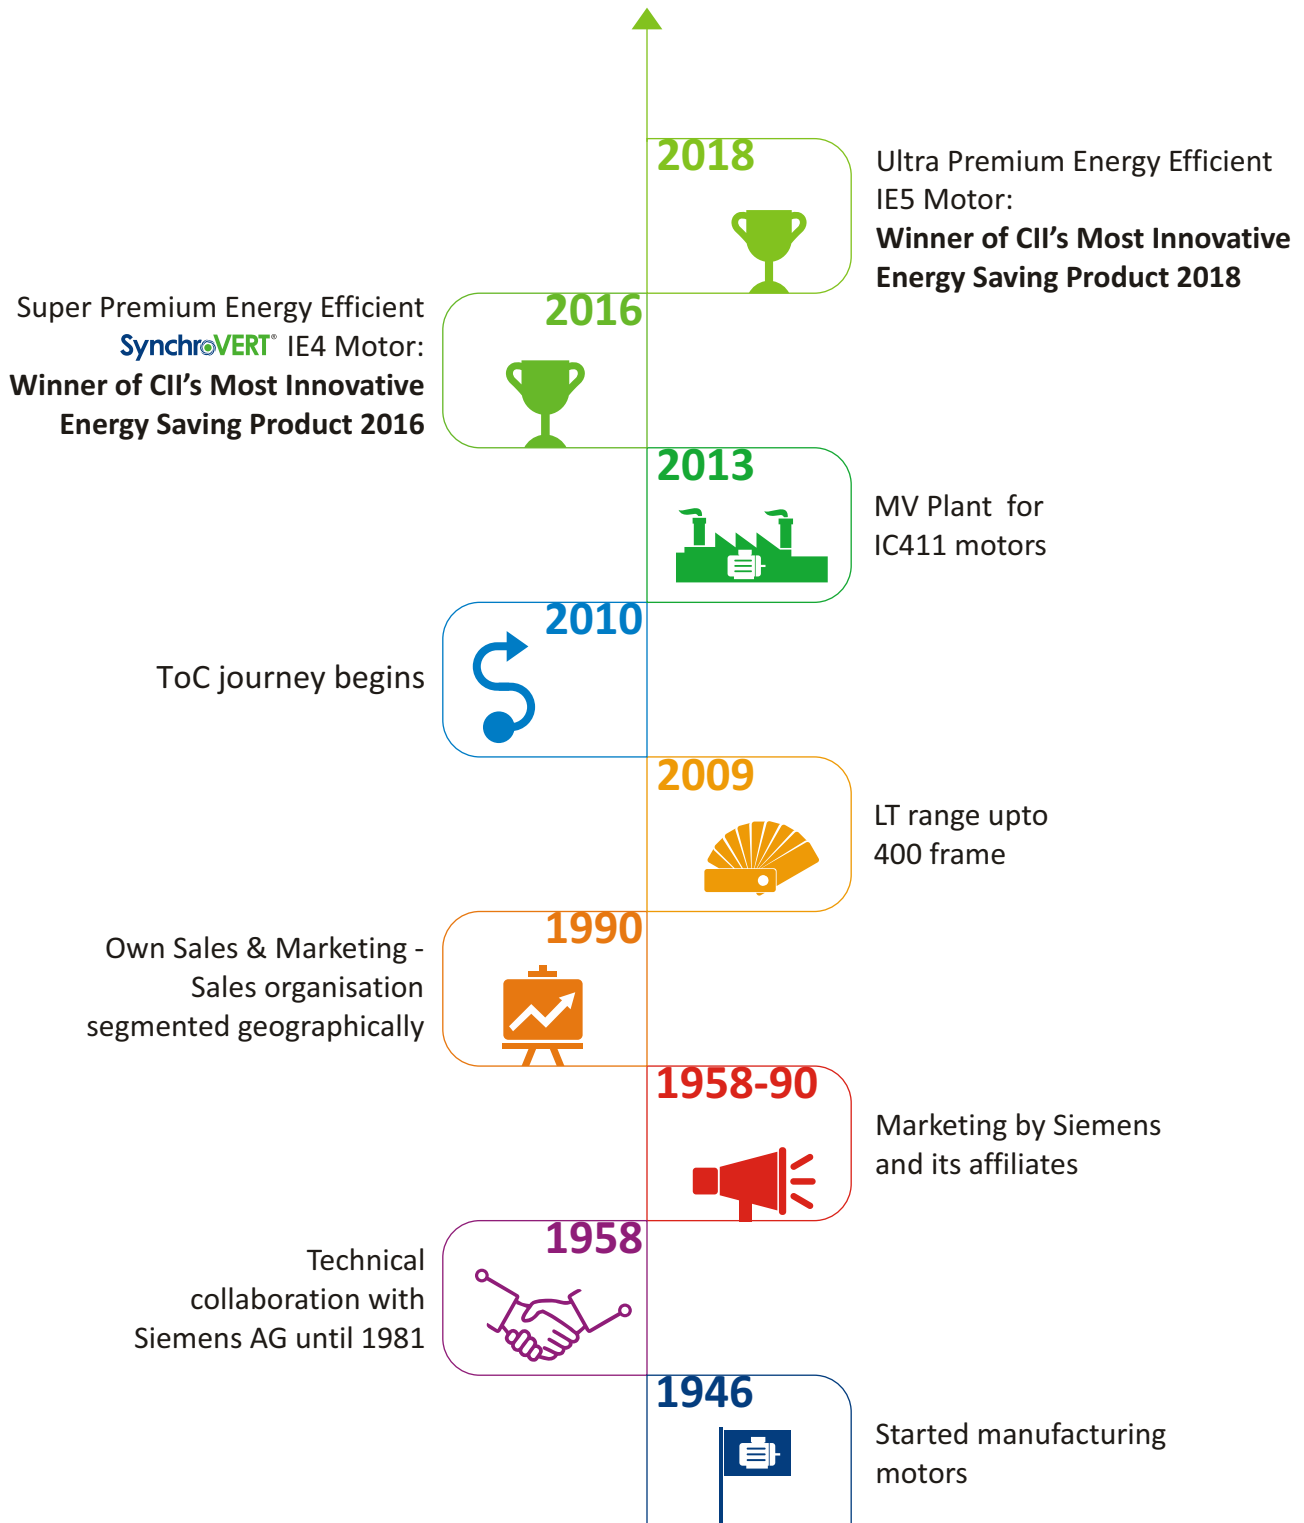 2018
Ultra Premium Energy Efficient
IE5 Motor:
Winner of CII’s Most Innovative
Energy Saving Product 2018
2016
Super Premium Energy Efficient
SynchroVERT® IE4 Motor:
Winner of CII’s Most Innovative
Energy Saving Product 2016
2013
MV Plant for
IC411 motors
2010
ToC journey begins
2009
LT range upto
400 frame
1990
Own Sales & Marketing -
Sales organisation
segmented geographically
1958-90
Marketing by Siemens
and its affiliates
1958
Technical
collaboration with
Siemens AG until 1981
1946
Started manufacturing
motors